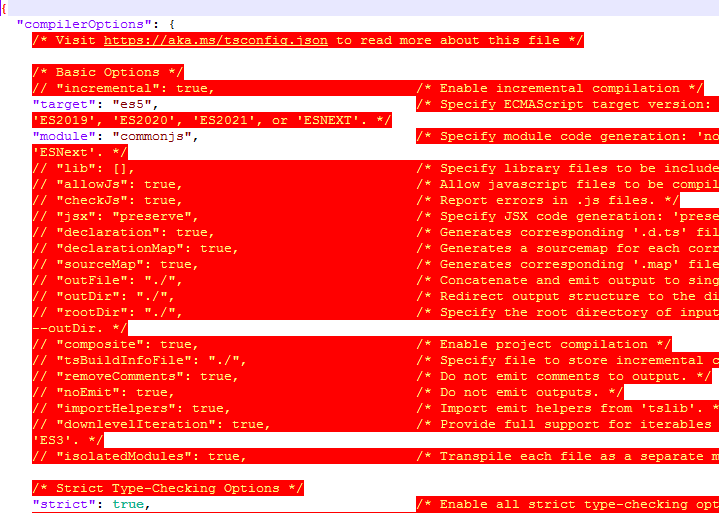 {
"compilerOptions": {
/* Visit https://aka.ms/tsconfig.json to read more about this file */
/* Basic Options */
// "incremental": true, /* Enable incremental compilation */
"target": "es5", /* Specify ECMAScript target version:
'ES2019', 'ES2020', 'ES2021', or 'ESNEXT'. */
"module": "commonjs", /* Specify module code generation: 'no
'ESNext'. */
// "lib": [], /* Specify library files to be include
// "allowJs": true, /* Allow javascript files to be compil
// "checkJs": true, /* Report errors in .js files. */
// "jsx": "preserve", /* Specify JSX code generation: 'prese
// "declaration": true, /* Generates corresponding '.d.ts' fil
// "declarationMap": true, /* Generates a sourcemap for each corr
// "sourceMap": true, /* Generates corresponding '.map' file
// "outFile": "./", /* Concatenate and emit output to sing
// "outDir": "./", /* Redirect output structure to the di
// "rootDir": "./", /* Specify the root directory of input
--outDir. */
// "composite": true, /* Enable project compilation */
// "tsBuildInfoFile": "./", /* Specify file to store incremental c
// "removeComments": true, /* Do not emit comments to output. */
// "noEmit": true, /* Do not emit outputs. */
// "importHelpers": true, /* Import emit helpers from 'tslib'. *
// "downlevelIteration": true, /* Provide full support for iterables
'ES3'. */
// "isolatedModules": true, /* Transpile each file as a separate m
/* Strict Type-Checking Options */
"strict": true, /* Enable all strict type-checking opt